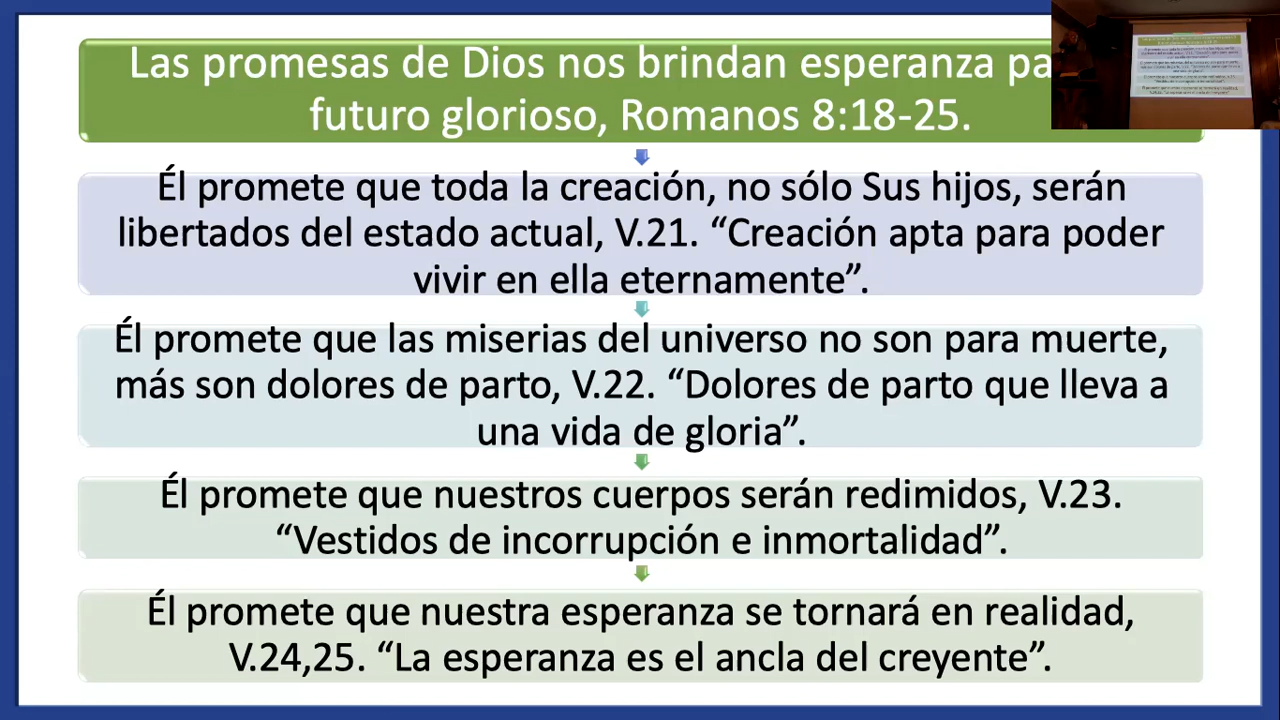 Las promesas de Dios nos brindan esperanza pa
futuro glorioso, Romanos 8:18-25.
Él promete que toda la creación, no sólo Sus hijos, serán
libertados del estado actual, V.21. “Creación apta para poder
vivir en ella eternamente”.
Él promete que las miserias del universo no son para muerte,
más son dolores de parto, V.22. “Dolores de parto que lleva a
una vida de gloria”.
Él promete que nuestros cuerpos serán redimidos, V.23.
“Vestidos de incorrupción e inmortalidad”.
Él promete que nuestra esperanza se tornará en realidad,
V.24,25. “La esperanza es el ancla del creyente”.